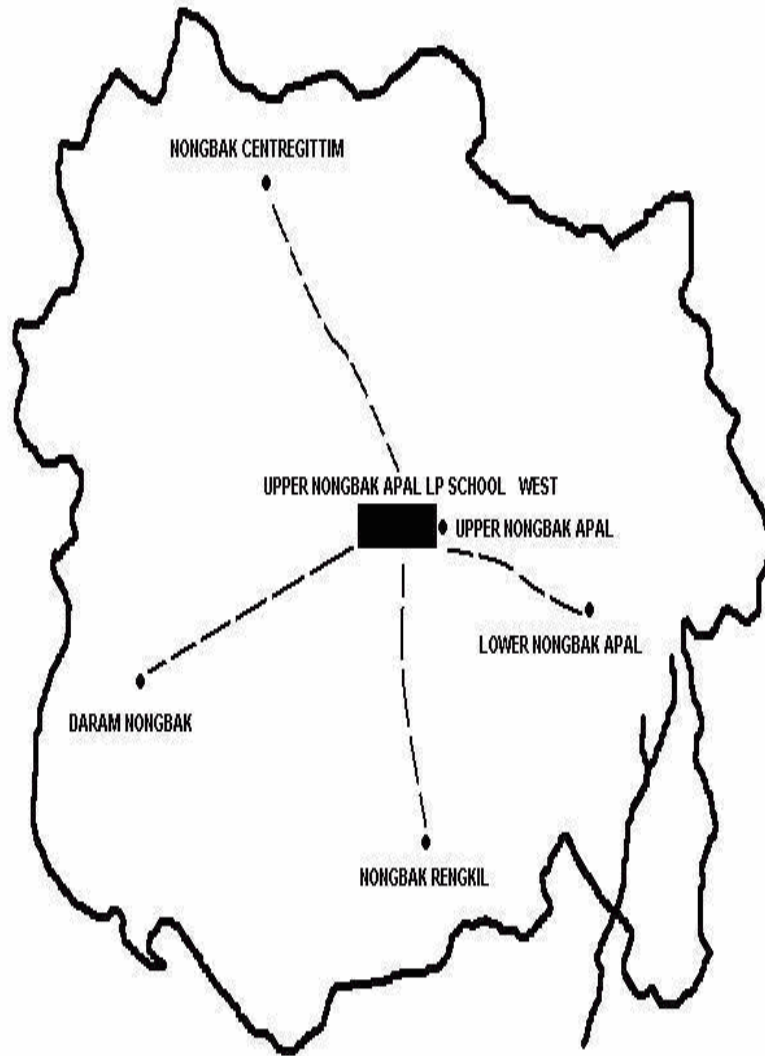 NONGBAK CENTREGITTIM
UPPER NONGBAK APAL LP SCHOOL WEST
UPPER NONGBAK APAL
LOWER NONGBAK APAL
DARAM NONGBAK
NONGBAK RENGKIL